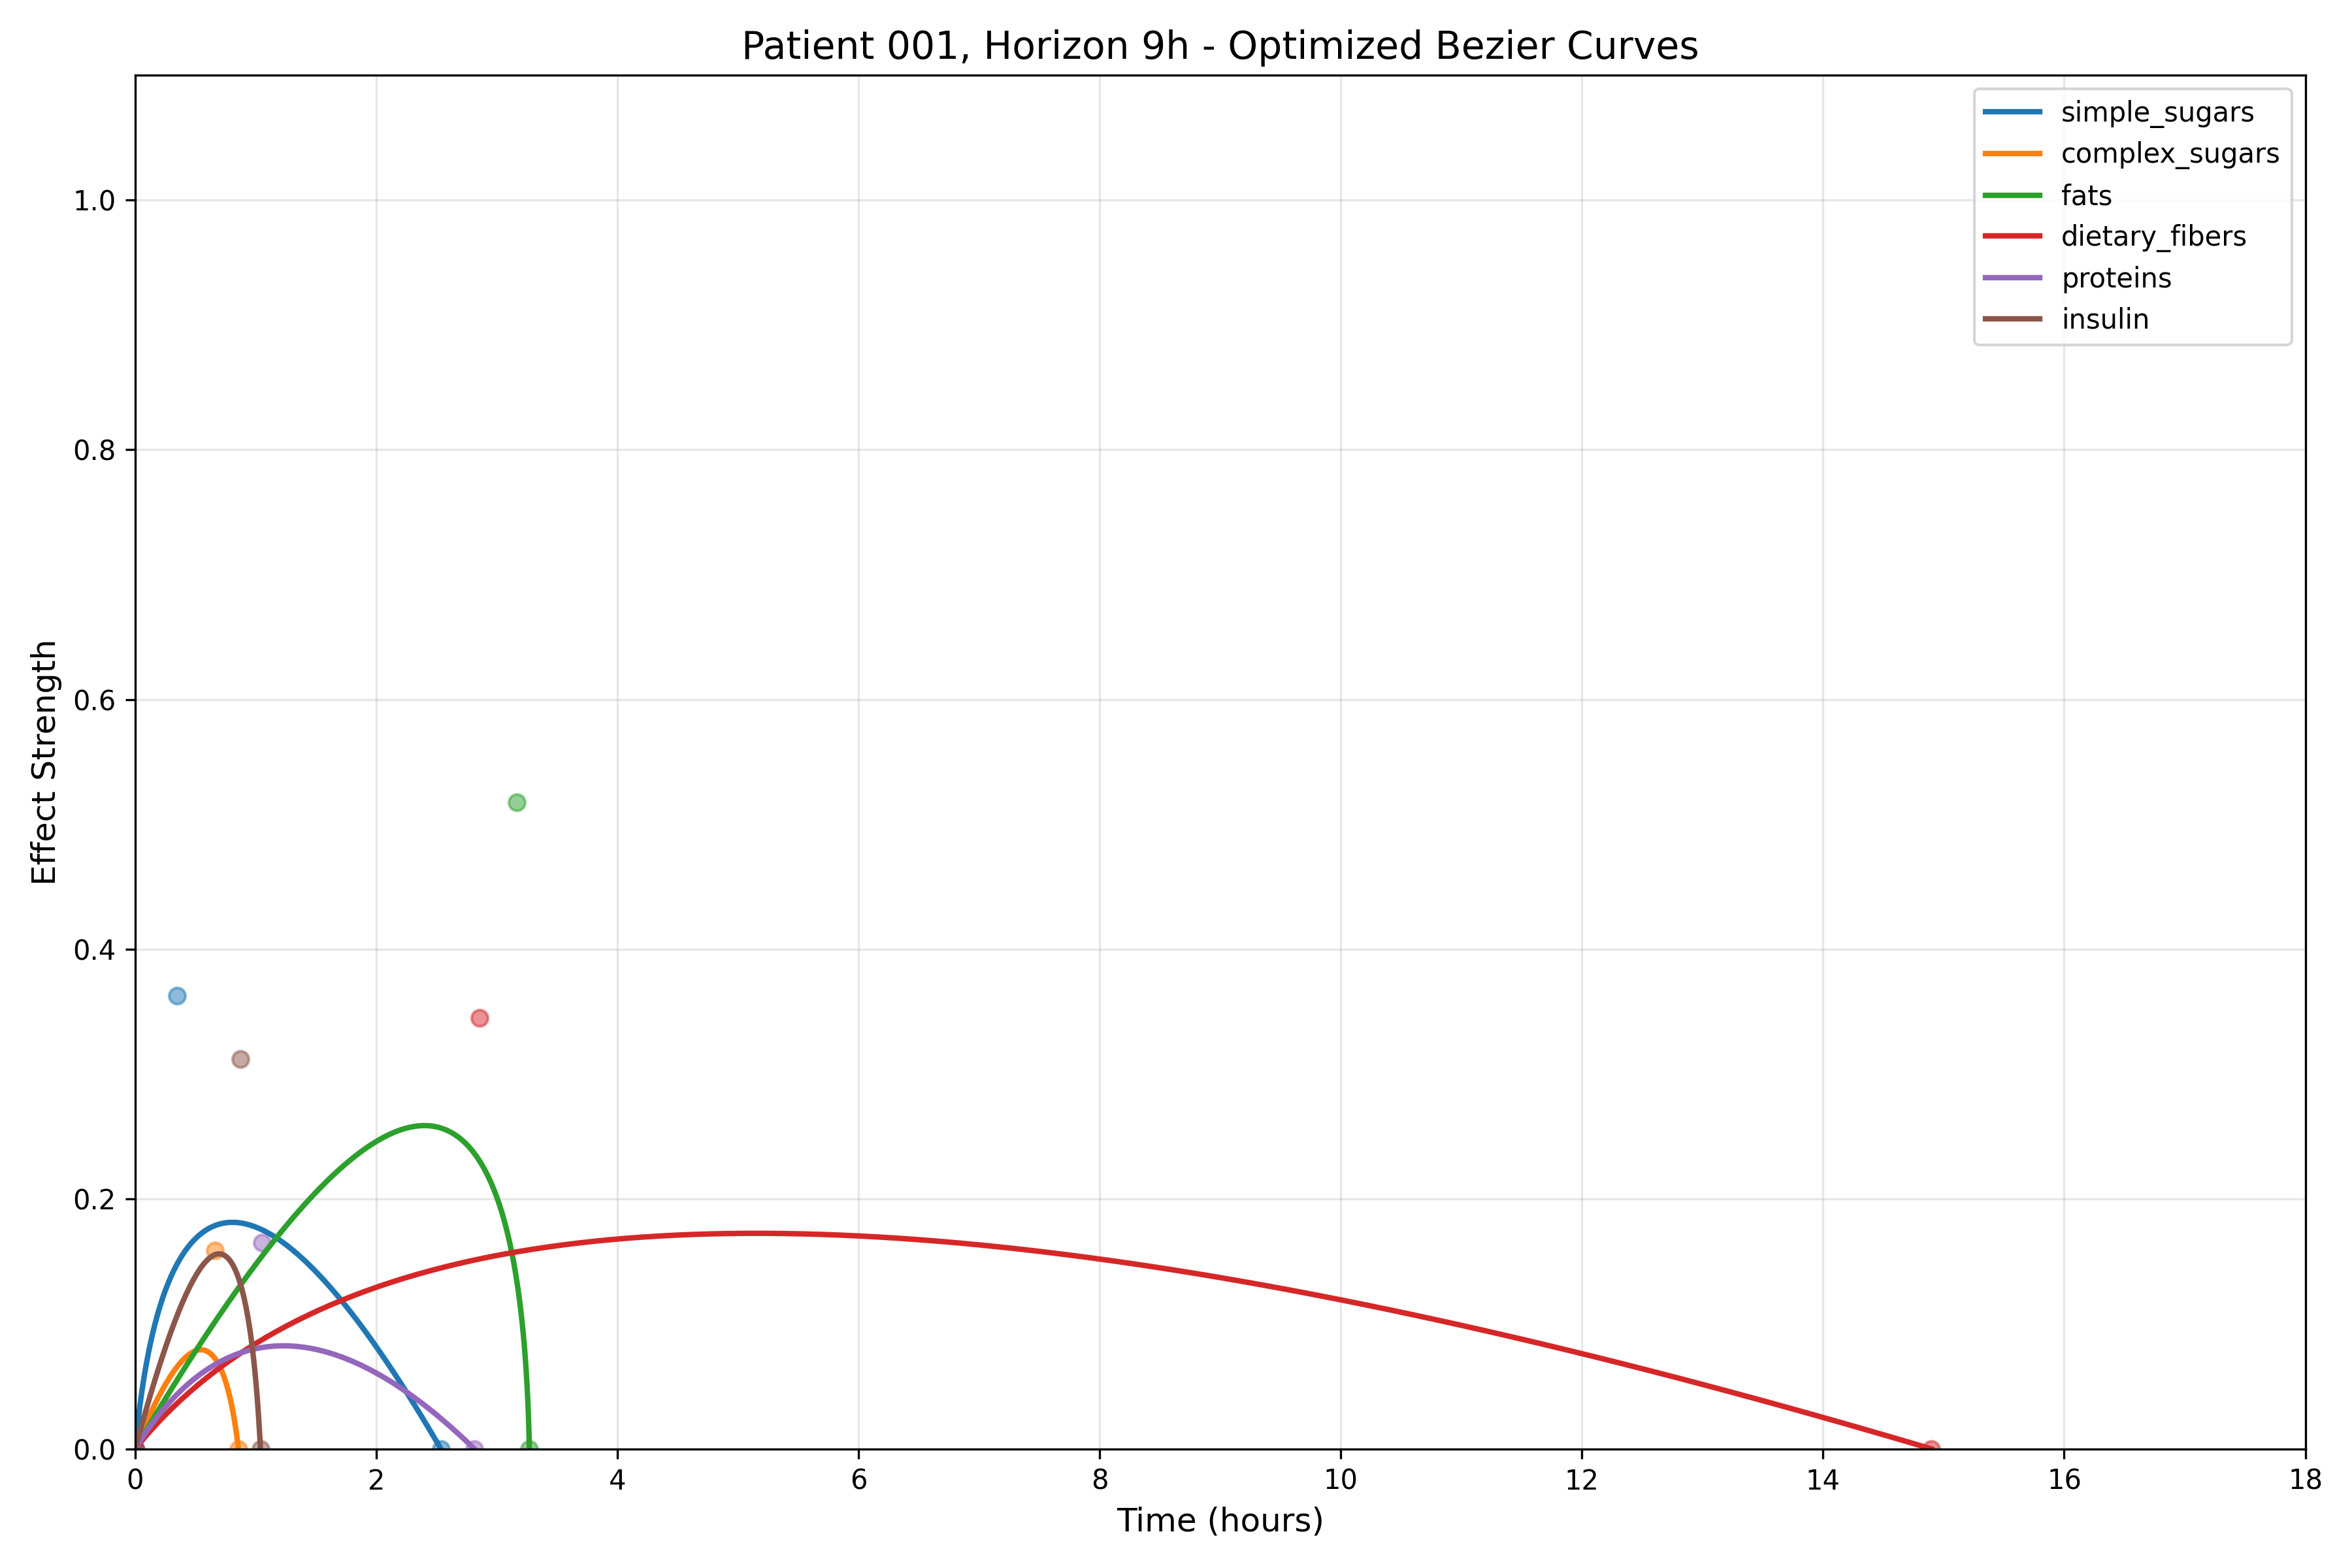 Patient 001, Horizon 9h - Optimized Bezier Curves
simple_sugars
complex_sugars
fats
dietary_fibers
proteins
insulin
Effect Strength
1.0
0.8
0.6
0.4
0.2
0.0
0 2 4 6 8 10 12 14 16 18
Time (hours)